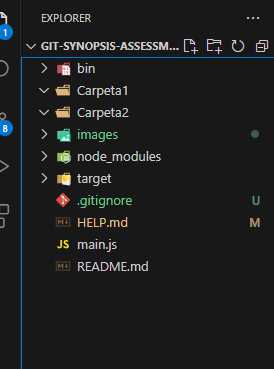 EXPLORER
GIT-SYNOPSIS-ASSESSM...
bin
Carpeta1
Carpeta2
images
node_modules
target
.gitignore U
HELP.md M
JS main.js
README.md
1
8